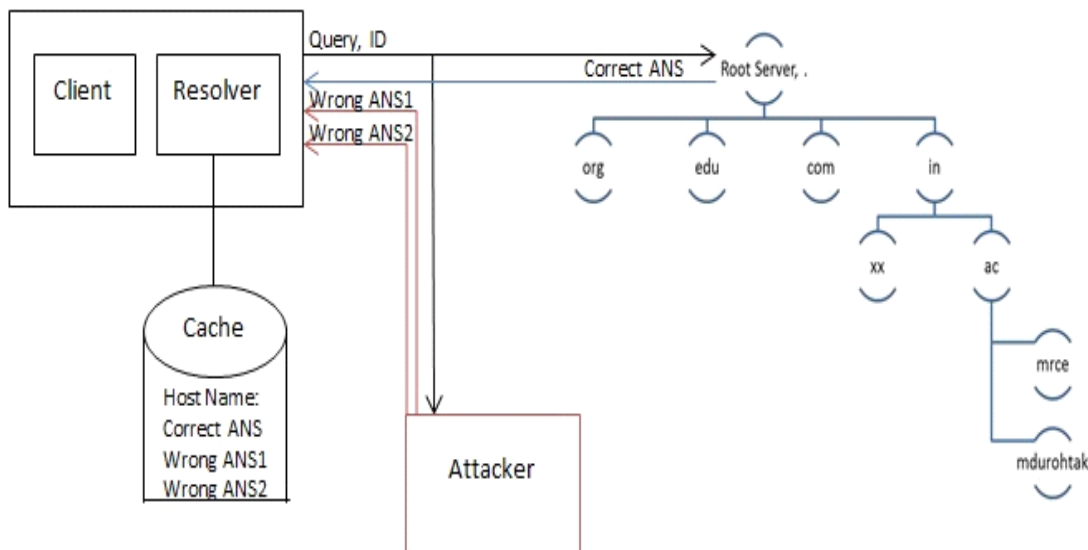 Query, ID
Client
Resolver
Correct ANS
Root Server, .
Wrong ANS1
Wrong ANS2
org
edu
com
in
xx
ac
Cache
Host Name:
Correct ANS
Wrong ANS1
Wrong ANS2
mrce
mdurohtak
Attacker